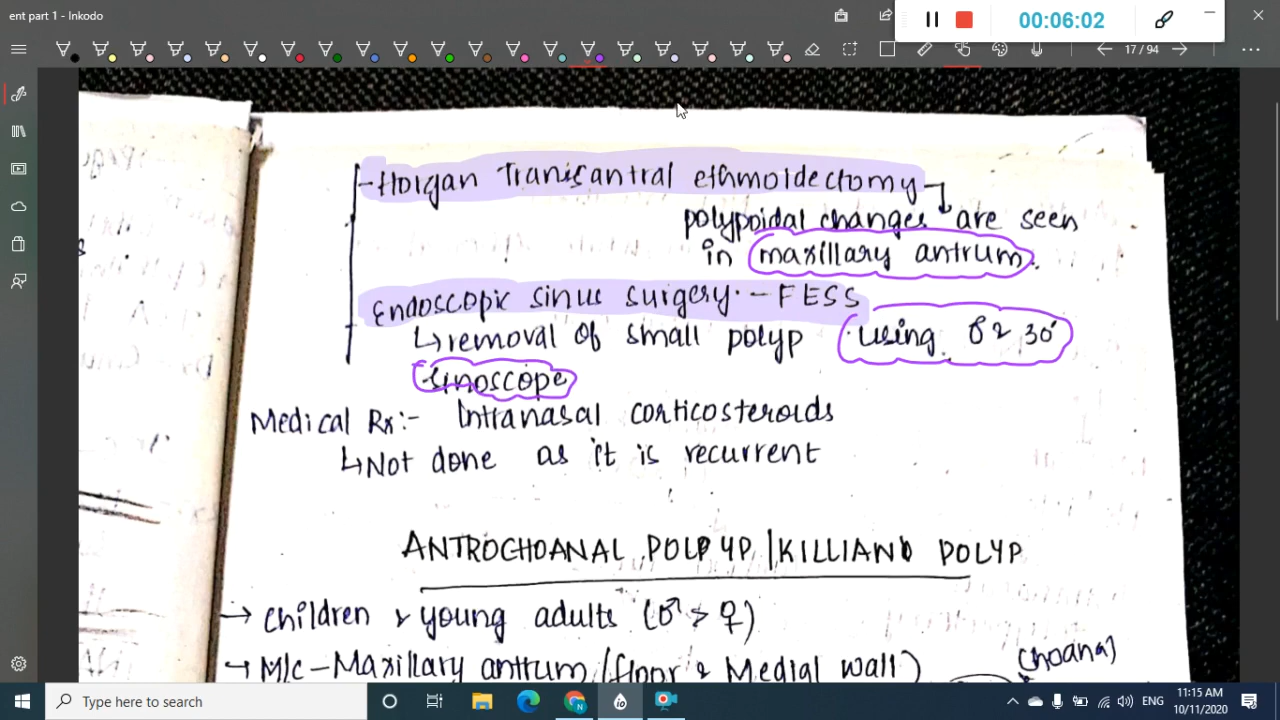 ent part 1 - Inkodo
00:06:02
17 / 94
- Horgan Transantral ethmoidectomy
polypoidal changes are seen
in maxillary antrum.
Endoscopic sinus surgery. - FESS
↳ removal of small polyp using 0 & 30°
sinoscope
Medical Rx:- Intranasal corticosteroids
↳ Not done as it is recurrent
ANTROCHOANAL POLPYP | KILLIAN POLYP
→ children & young adults (♂ > ♀)
→ M/c - Maxillary antrum (floor & Medial wall)
choana)
Type here to search
ENG
11:15 AM
10/11/2020